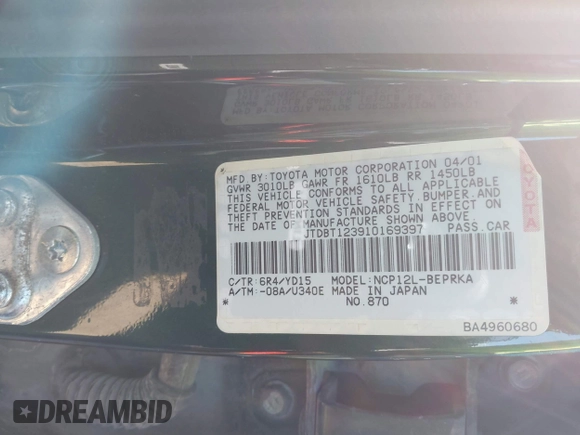 MFD.BY:TOYOTA MOTOR CORPORATION 04/01
GVWR 3010LB GAWR FR 1610LB RR 1450LB
THIS VEHICLE CONFORMS TO ALL APPLICABLE
FEDERAL MOTOR VEHICLE SAFETY,BUMPER,AND
THEFT PREVENTION STANDARDS IN EFFECT ON
THE DATE OF MANUFACTURE SHOWN ABOVE.
JTDBT123910169397 PASS.CAR
C/TR:6R4/YD15 MODEL:NCP12L-BEPRKA
A/TM:-08A/U340E MADE IN JAPAN
NO.870
BA4960680
TOYOTA
DREAMBID